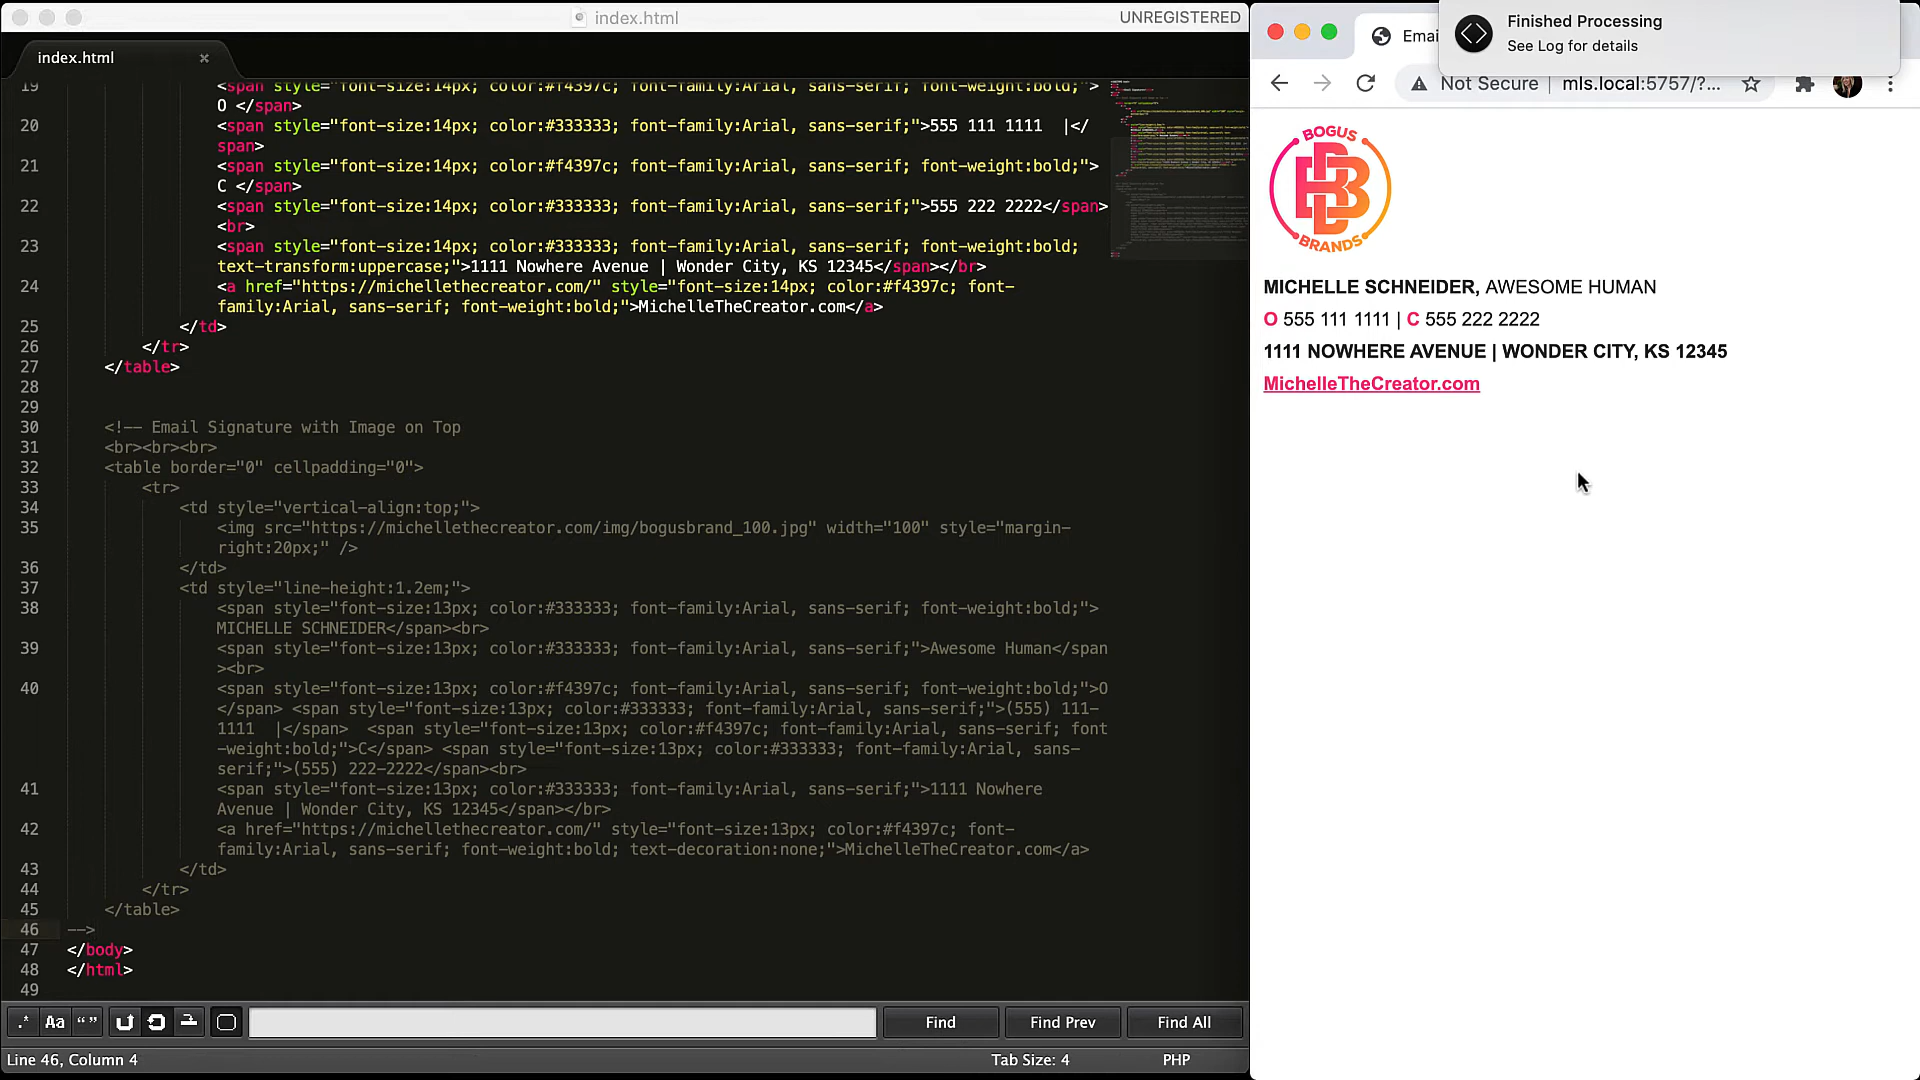 index.html
UNREGISTERED
index.html ×
19 <span style="font-size:14px; color:#f4397c; font-family:Arial, sans-serif; font-weight:bold;">
O </span>
20 <span style="font-size:14px; color:#333333; font-family:Arial, sans-serif;">555 111 1111  |</
span>
21 <span style="font-size:14px; color:#f4397c; font-family:Arial, sans-serif; font-weight:bold;">
C </span>
22 <span style="font-size:14px; color:#333333; font-family:Arial, sans-serif;">555 222 2222</span>
<br>
23 <span style="font-size:14px; color:#333333; font-family:Arial, sans-serif; font-weight:bold;
text-transform:uppercase;">1111 Nowhere Avenue | Wonder City, KS 12345</span></br>
24 <a href="https://michellethecreator.com/" style="font-size:14px; color:#f4397c; font-
family:Arial, sans-serif; font-weight:bold;">MichelleTheCreator.com</a>
25 </td>
26 </tr>
27 </table>
28
29
30 <!-- Email Signature with Image on Top
31 <br><br><br>
32 <table border="0" cellpadding="0">
33 <tr>
34 <td style="vertical-align:top;">
35 <img src="https://michellethecreator.com/img/bogusbrand_100.jpg" width="100" style="margin-
right:20px;" />
36 </td>
37 <td style="line-height:1.2em;">
38 <span style="font-size:13px; color:#333333; font-family:Arial, sans-serif; font-weight:bold;">
MICHELLE SCHNEIDER</span><br>
39 <span style="font-size:13px; color:#333333; font-family:Arial, sans-serif;">Awesome Human</span
><br>
40 <span style="font-size:13px; color:#f4397c; font-family:Arial, sans-serif; font-weight:bold;">O
</span> <span style="font-size:13px; color:#333333; font-family:Arial, sans-serif;">(555) 111-
1111  |</span>  <span style="font-size:13px; color:#f4397c; font-family:Arial, sans-serif; font
-weight:bold;">C</span> <span style="font-size:13px; color:#333333; font-family:Arial, sans-
serif;">(555) 222-2222</span><br>
41 <span style="font-size:13px; color:#333333; font-family:Arial, sans-serif;">1111 Nowhere
Avenue | Wonder City, KS 12345</span></br>
42 <a href="https://michellethecreator.com/" style="font-size:13px; color:#f4397c; font-
family:Arial, sans-serif; font-weight:bold; text-decoration:none;">MichelleTheCreator.com</a>
43 </td>
44 </tr>
45 </table>
46 -->
47 </body>
48 </html>
49
.* Aa “ ”
Find
Find Prev
Find All
Line 46, Column 4
Tab Size: 4
PHP
Emai
Finished Processing
See Log for details
Not Secure | mls.local:5757/?...
BOGUS
BRANDS
MICHELLE SCHNEIDER, AWESOME HUMAN
O 555 111 1111 | C 555 222 2222
1111 NOWHERE AVENUE | WONDER CITY, KS 12345
MichelleTheCreator.com